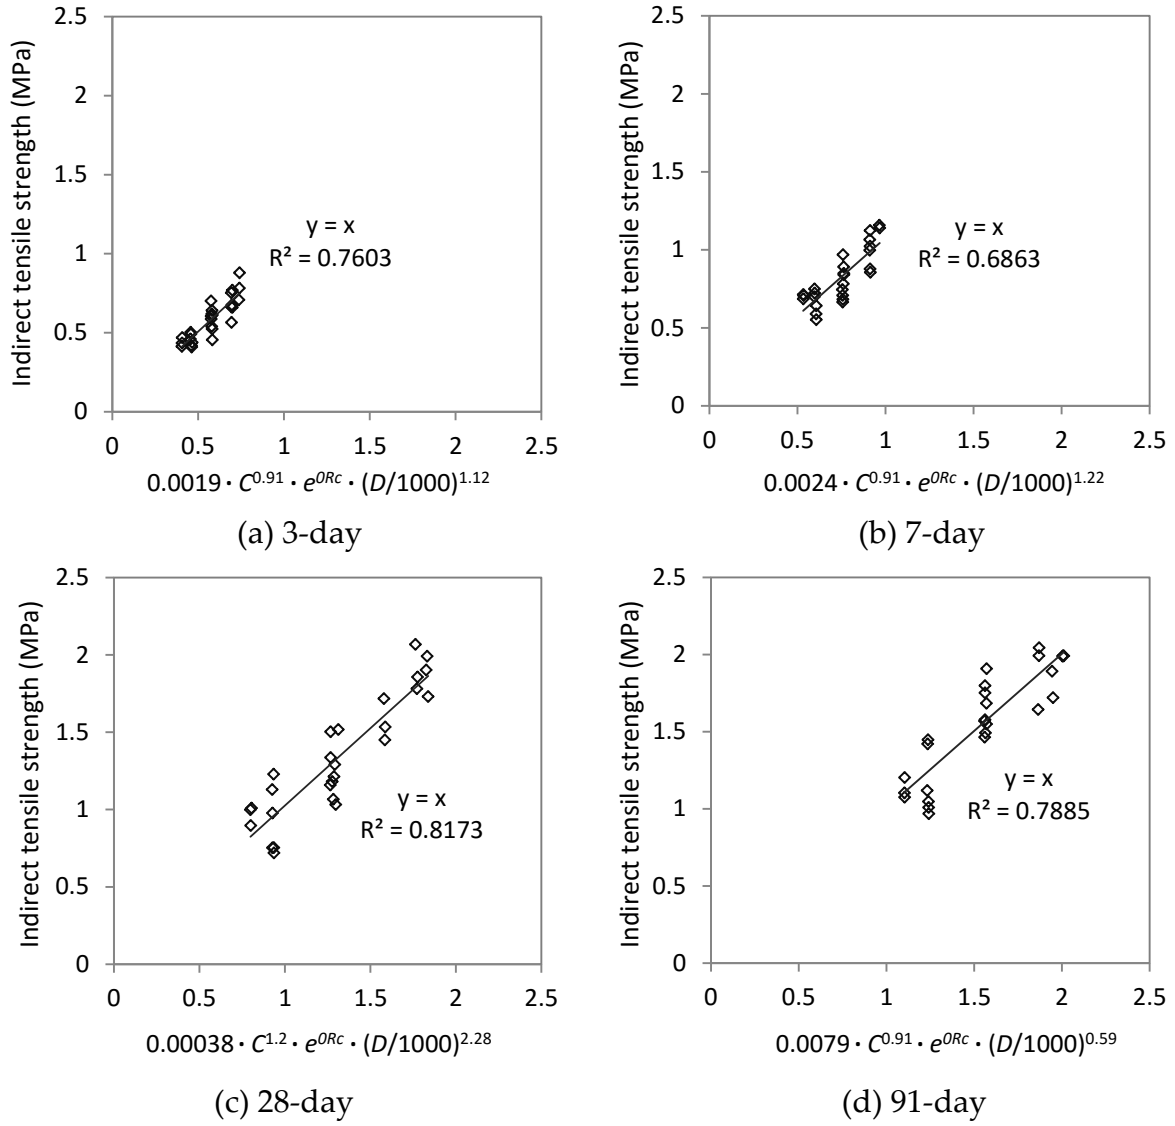 2.5
2
1.5
1
0.5
0
Indirect tensile strength (MPa)
y = x
R² = 0.7603
0 0.5 1 1.5 2 2.5
0.0019 · C^0.91 · e^0Rc · (D/1000)^1.12
(a) 3-day
2.5
2
1.5
1
0.5
0
Indirect tensile strength (MPa)
y = x
R² = 0.6863
0 0.5 1 1.5 2 2.5
0.0024 · C^0.91 · e^0Rc · (D/1000)^1.22
(b) 7-day
2.5
2
1.5
1
0.5
0
Indirect tensile strength (MPa)
y = x
R² = 0.8173
0 0.5 1 1.5 2 2.5
0.00038 · C^1.2 · e^0Rc · (D/1000)^2.28
(c) 28-day
2.5
2
1.5
1
0.5
0
Indirect tensile strength (MPa)
y = x
R² = 0.7885
0 0.5 1 1.5 2 2.5
0.0079 · C^0.91 · e^0Rc · (D/1000)^0.59
(d) 91-day